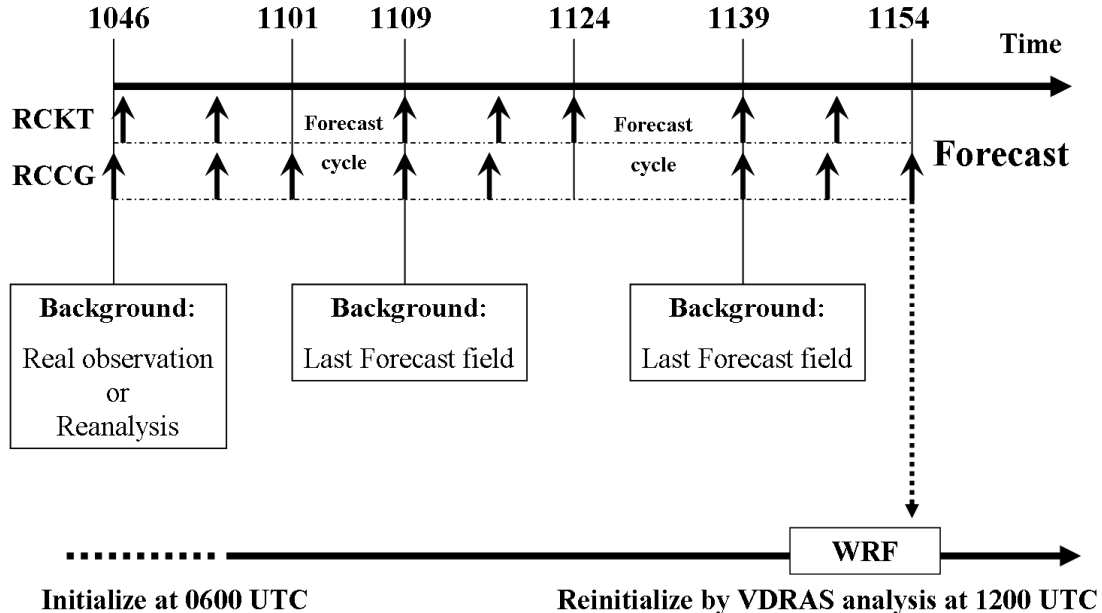 1046 1101 1109 1124 1139 1154
Time
RCKT
Forecast Forecast
cycle cycle
Forecast
RCCG
Background:
Real observation
or
Reanalysis
Background:
Last Forecast field
Background:
Last Forecast field
WRF
Initialize at 0600 UTC
Reinitialize by VDRAS analysis at 1200 UTC